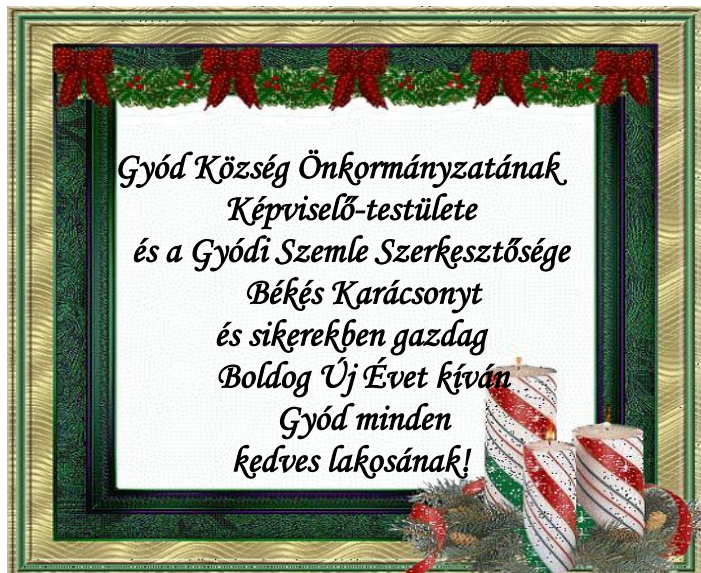 Gyód Község Önkormányzatának
Képviselő-testülete
és a Gyódi Szemle Szerkesztősége
Békés Karácsonyt
és sikerekben gazdag
Boldog Új Évet kíván
Gyód minden
kedves lakosának!